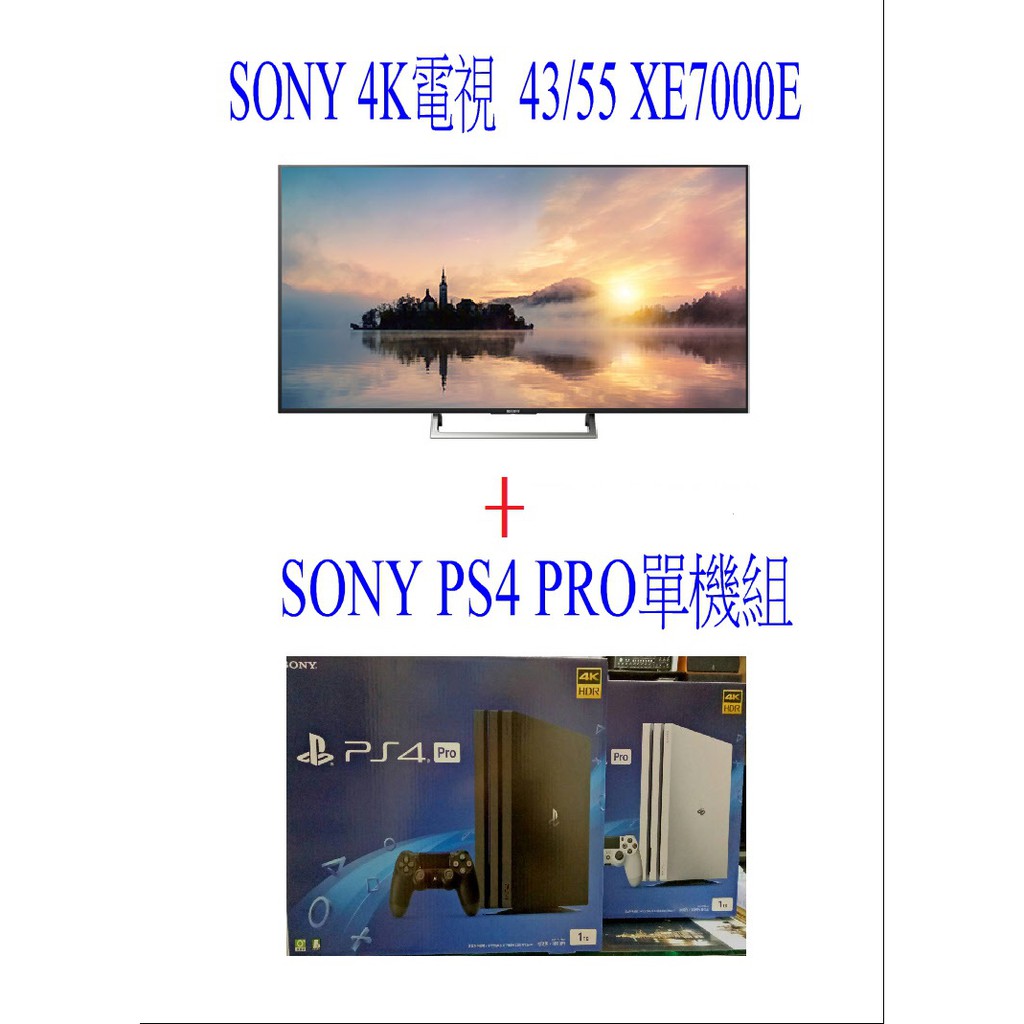 SONY 4K電視 43/55 XE7000E
SONY
SONY PS4 PRO單機組
SONY
4K
HDR
4K
HDR
PS4 Pro
Pro
1TB
1TB